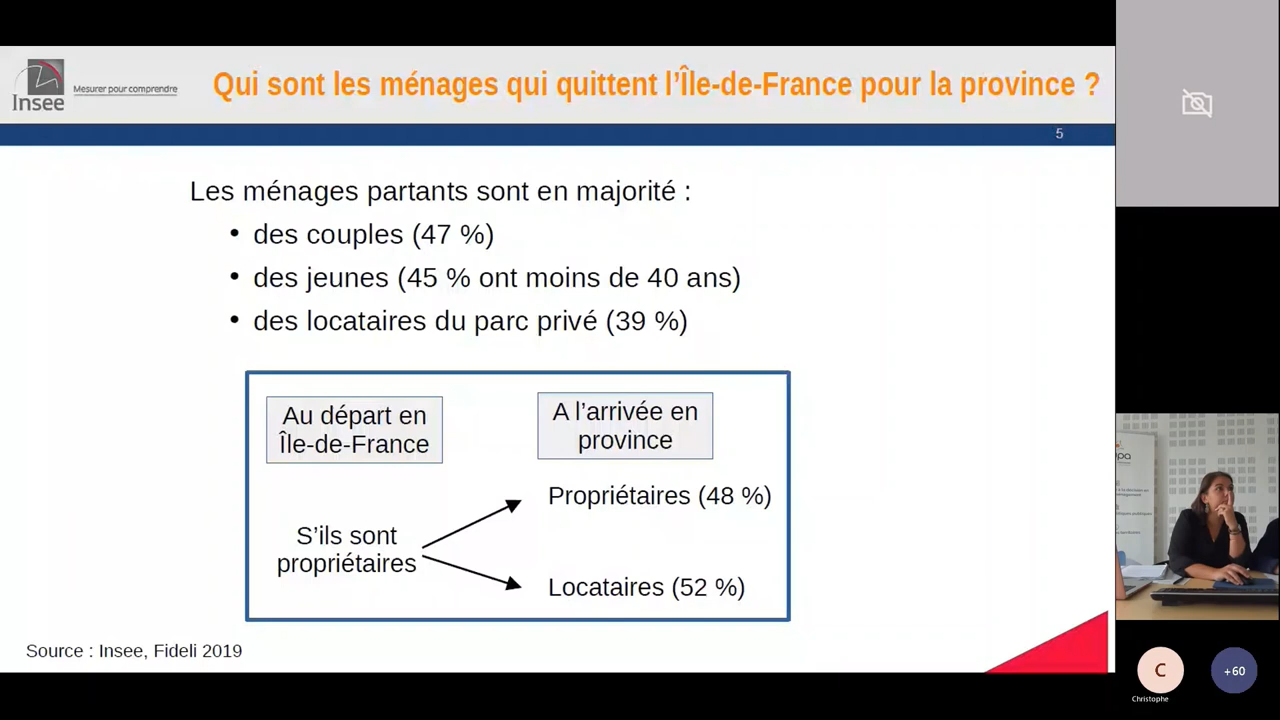 Insee
Mesurer pour comprendre
Qui sont les ménages qui quittent l'Île-de-France pour la province ?
5
Les ménages partants sont en majorité :
• des couples (47 %)
• des jeunes (45 % ont moins de 40 ans)
• des locataires du parc privé (39 %)
Au départ en
Île-de-France
A l'arrivée en
province
S'ils sont
propriétaires
Propriétaires (48 %)
Locataires (52 %)
Source : Insee, Fideli 2019
C
Christophe
+60